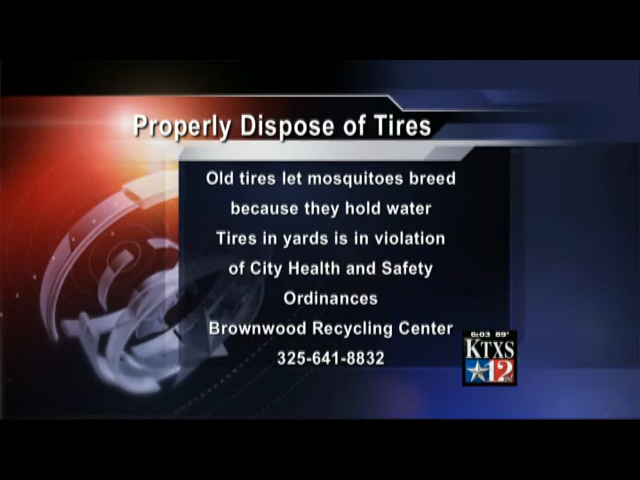 Properly Dispose of Tires
Old tires let mosquitoes breed
because they hold water
Tires in yards is in violation
of City Health and Safety
Ordinances
Brownwood Recycling Center
325-641-8832
6:03 89°
KTXS
12